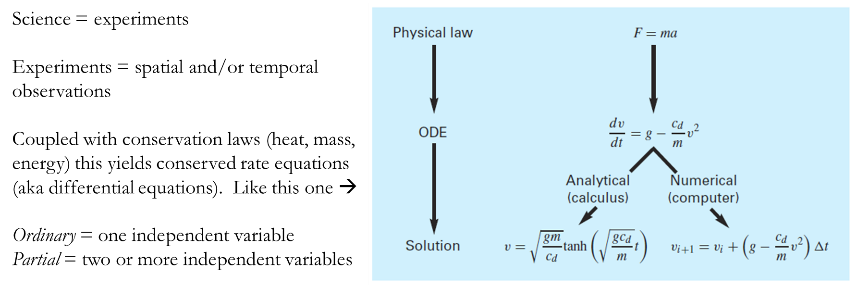 Science = experiments
Experiments = spatial and/or temporal
observations
Coupled with conservation laws (heat, mass,
energy) this yields conserved rate equations
(aka differential equations).  Like this one →
Ordinary = one independent variable
Partial = two or more independent variables
Physical law
F = ma
ODE
dv/dt = g − c_d/m v²
Analytical
(calculus)
Numerical
(computer)
Solution
v = √(gm/c_d) tanh(√(gc_d/m) t)
v_{i+1} = v_i + (g − c_d/m v²) Δt